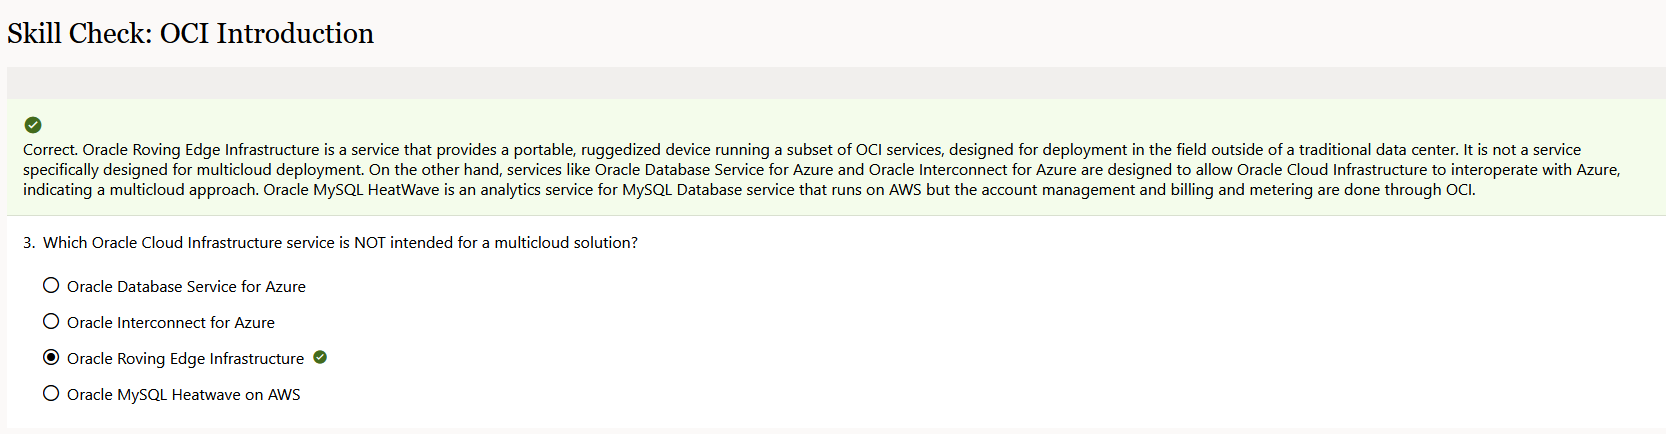 Skill Check: OCI Introduction
Correct. Oracle Roving Edge Infrastructure is a service that provides a portable, ruggedized device running a subset of OCI services, designed for deployment in the field outside of a traditional data center. It is not a service
specifically designed for multicloud deployment. On the other hand, services like Oracle Database Service for Azure and Oracle Interconnect for Azure are designed to allow Oracle Cloud Infrastructure to interoperate with Azure,
indicating a multicloud approach. Oracle MySQL HeatWave is an analytics service for MySQL Database service that runs on AWS but the account management and billing and metering are done through OCI.
3. Which Oracle Cloud Infrastructure service is NOT intended for a multicloud solution?
Oracle Database Service for Azure
Oracle Interconnect for Azure
Oracle Roving Edge Infrastructure
Oracle MySQL Heatwave on AWS